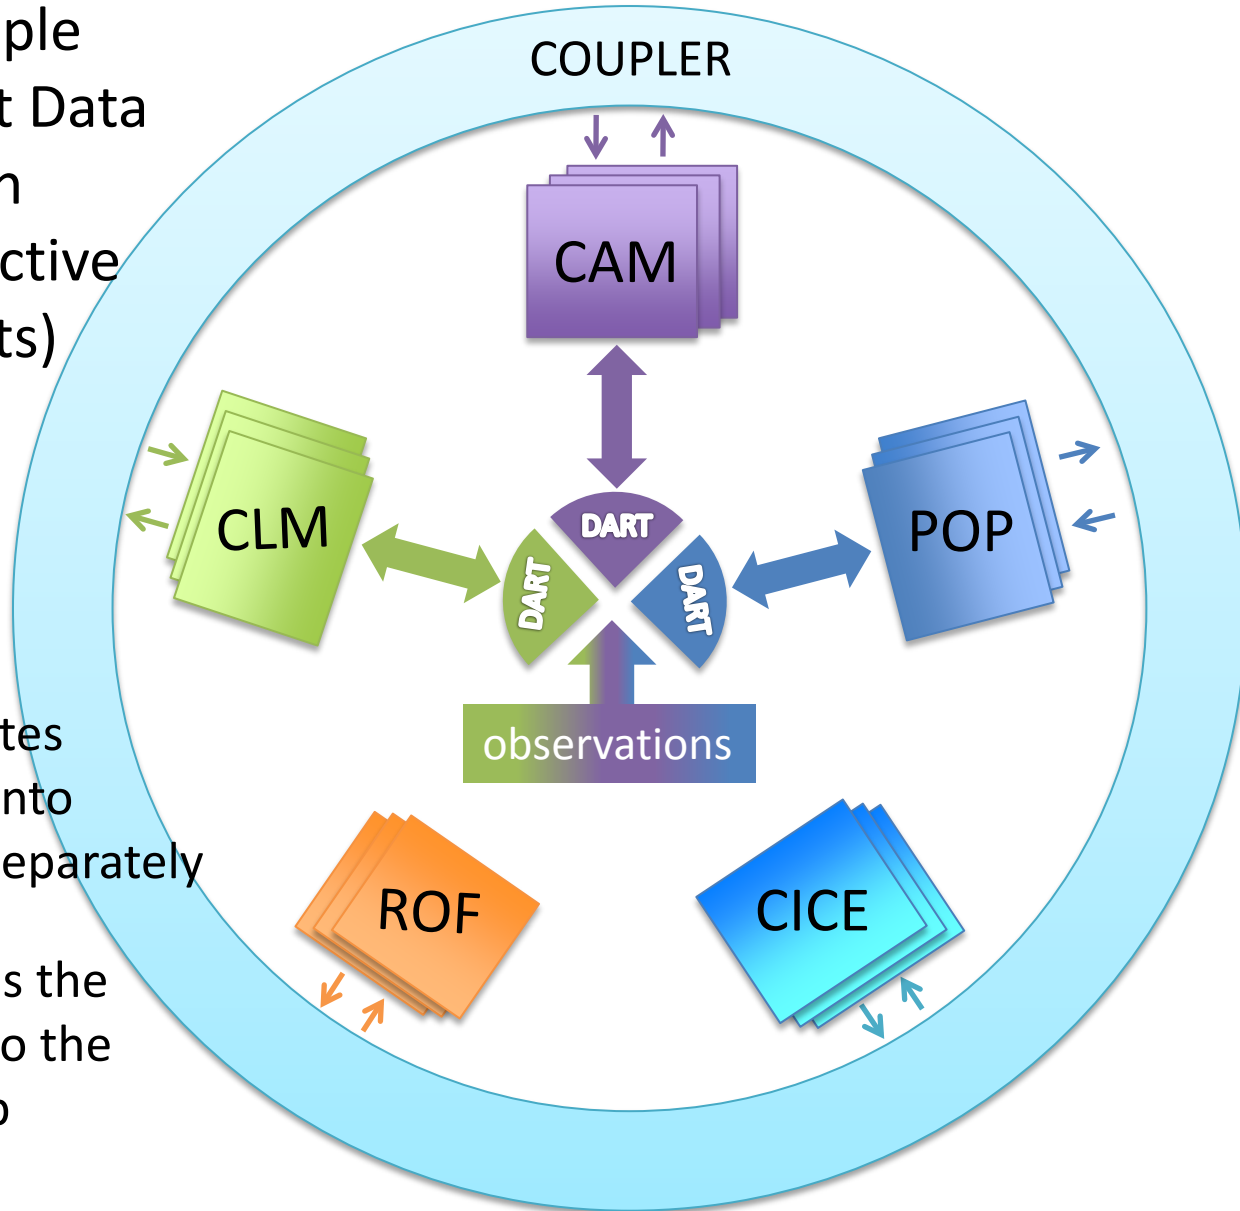 ple
t Data
n
ctive
ts)
COUPLER
CAM
CLM
POP
DART
DART
DART
observations
ROF
CICE
tes
nto
eparately
s the
o the